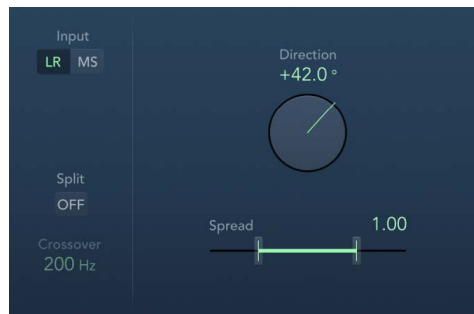 Input
LR MS
Direction
+42.0 °
Split
OFF
Crossover
200 Hz
Spread 1.00